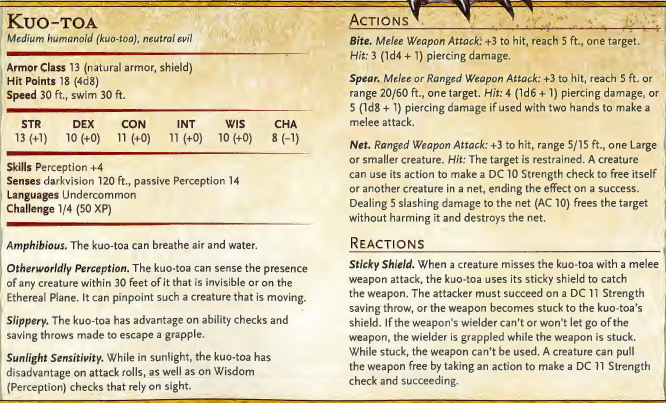 KUO-TOA
Medium humanoid (kuo-toa), neutral evil
Armor Class 13 (natural armor, shield)
Hit Points 18 (4d8)
Speed 30 ft., swim 30 ft.
STR DEX CON INT WIS CHA
13 (+1) 10 (+0) 11 (+0) 11 (+0) 10 (+0) 8 (−1)
Skills Perception +4
Senses darkvision 120 ft., passive Perception 14
Languages Undercommon
Challenge 1/4 (50 XP)
Amphibious. The kuo-toa can breathe air and water.
Otherworldly Perception. The kuo-toa can sense the presence
of any creature within 30 feet of it that is invisible or on the
Ethereal Plane. It can pinpoint such a creature that is moving.
Slippery. The kuo-toa has advantage on ability checks and
saving throws made to escape a grapple.
Sunlight Sensitivity. While in sunlight, the kuo-toa has
disadvantage on attack rolls, as well as on Wisdom
(Perception) checks that rely on sight.
ACTIONS
Bite. Melee Weapon Attack: +3 to hit, reach 5 ft., one target.
Hit: 3 (1d4 + 1) piercing damage.
Spear. Melee or Ranged Weapon Attack: +3 to hit, reach 5 ft. or
range 20/60 ft., one target. Hit: 4 (1d6 + 1) piercing damage, or
5 (1d8 + 1) piercing damage if used with two hands to make a
melee attack.
Net. Ranged Weapon Attack: +3 to hit, range 5/15 ft., one Large
or smaller creature. Hit: The target is restrained. A creature
can use its action to make a DC 10 Strength check to free itself
or another creature in a net, ending the effect on a success.
Dealing 5 slashing damage to the net (AC 10) frees the target
without harming it and destroys the net.
REACTIONS
Sticky Shield. When a creature misses the kuo-toa with a melee
weapon attack, the kuo-toa uses its sticky shield to catch
the weapon. The attacker must succeed on a DC 11 Strength
saving throw, or the weapon becomes stuck to the kuo-toa's
shield. If the weapon's wielder can't or won't let go of the
weapon, the wielder is grappled while the weapon is stuck.
While stuck, the weapon can't be used. A creature can pull
the weapon free by taking an action to make a DC 11 Strength
check and succeeding.